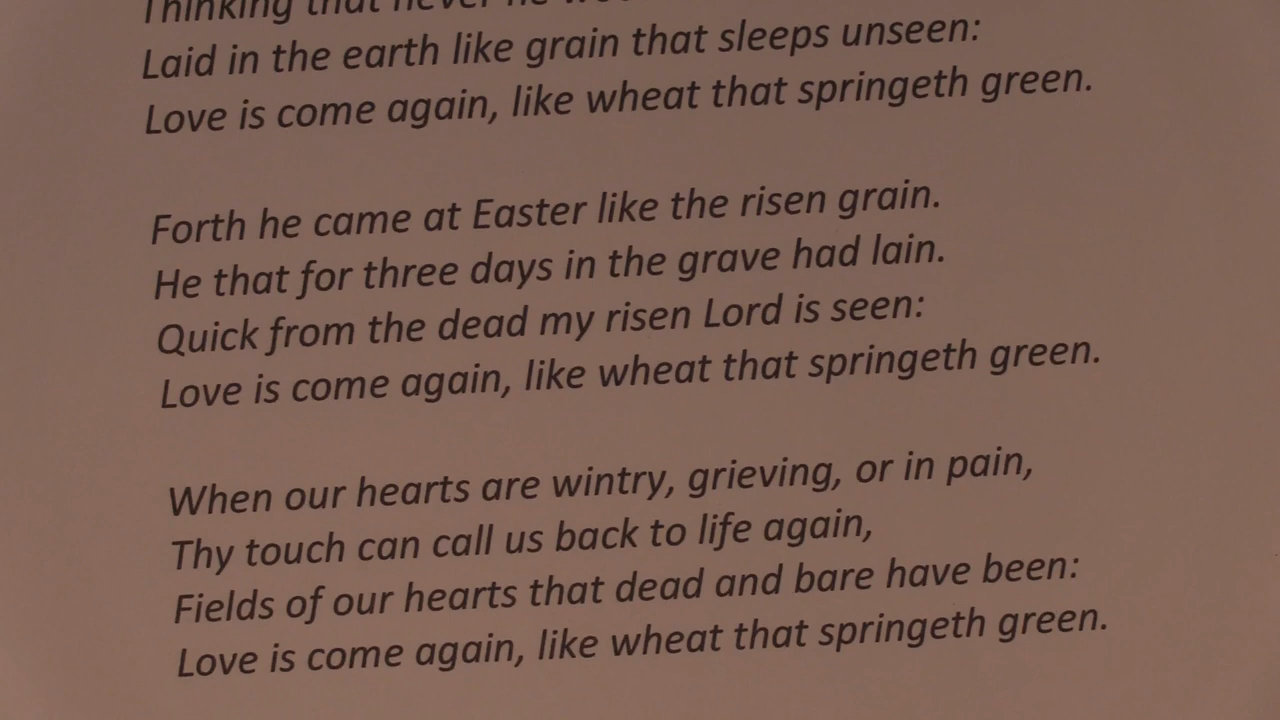 Thinking that never he
Laid in the earth like grain that sleeps unseen:
Love is come again, like wheat that springeth green.
Forth he came at Easter like the risen grain.
He that for three days in the grave had lain.
Quick from the dead my risen Lord is seen:
Love is come again, like wheat that springeth green.
When our hearts are wintry, grieving, or in pain,
Thy touch can call us back to life again,
Fields of our hearts that dead and bare have been:
Love is come again, like wheat that springeth green.